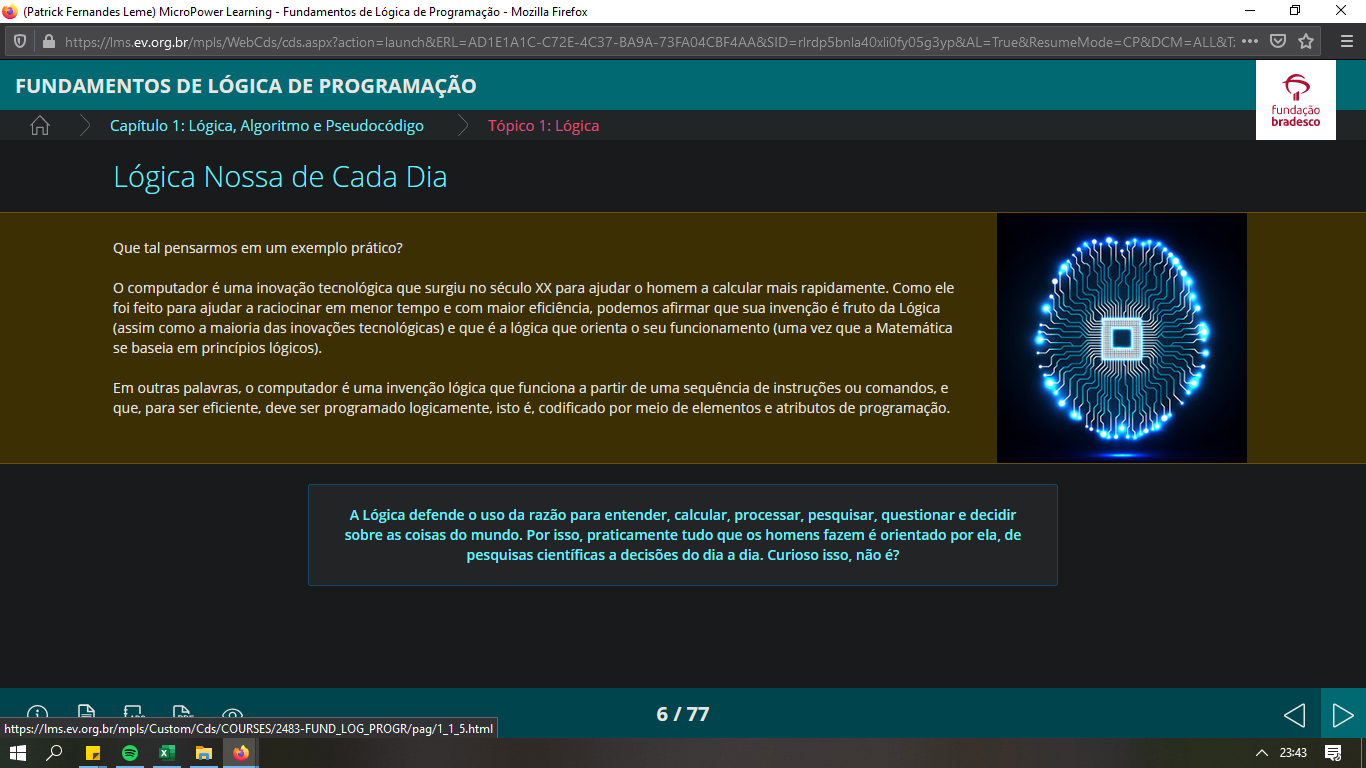 (Patrick Fernandes Leme) MicroPower Learning - Fundamentos de Lógica de Programação - Mozilla Firefox
https://lms.ev.org.br/mpls/WebCds/cds.aspx?action=launch&ERL=AD1E1A1C-C72E-4C37-BA9A-73FA04CBF4AA&SID=rlrdp5bnla40xli0fy05g3yp&AL=True&ResumeMode=CP&DCM=ALL&T
FUNDAMENTOS DE LÓGICA DE PROGRAMAÇÃO
fundação
bradesco
Capítulo 1: Lógica, Algoritmo e Pseudocódigo
Tópico 1: Lógica
Lógica Nossa de Cada Dia
Que tal pensarmos em um exemplo prático?
O computador é uma inovação tecnológica que surgiu no século XX para ajudar o homem a calcular mais rapidamente. Como ele
foi feito para ajudar a raciocinar em menor tempo e com maior eficiência, podemos afirmar que sua invenção é fruto da Lógica
(assim como a maioria das inovações tecnológicas) e que é a lógica que orienta o seu funcionamento (uma vez que a Matemática
se baseia em princípios lógicos).
Em outras palavras, o computador é uma invenção lógica que funciona a partir de uma sequência de instruções ou comandos, e
que, para ser eficiente, deve ser programado logicamente, isto é, codificado por meio de elementos e atributos de programação.
A Lógica defende o uso da razão para entender, calcular, processar, pesquisar, questionar e decidir
sobre as coisas do mundo. Por isso, praticamente tudo que os homens fazem é orientado por ela, de
pesquisas científicas a decisões do dia a dia. Curioso isso, não é?
6 / 77
https://lms.ev.org.br/mpls/Custom/Cds/COURSES/2483-FUND_LOG_PROGR/pag/1_1_5.html
23:43